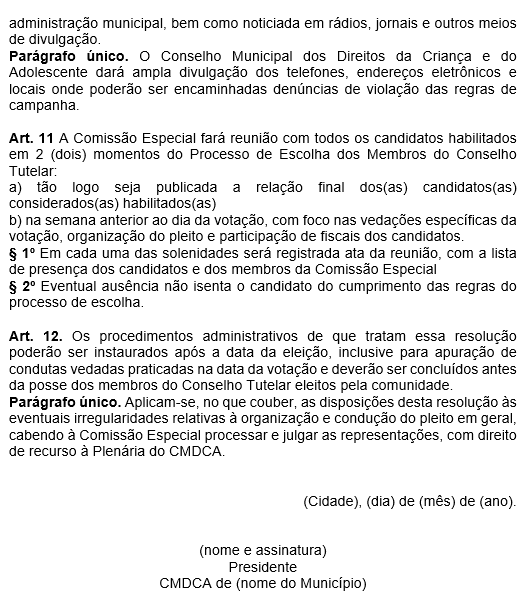 administração municipal, bem como noticiada em rádios, jornais e outros meios
de divulgação.
Parágrafo único. O Conselho Municipal dos Direitos da Criança e do
Adolescente dará ampla divulgação dos telefones, endereços eletrônicos e
locais onde poderão ser encaminhadas denúncias de violação das regras de
campanha.
Art. 11 A Comissão Especial fará reunião com todos os candidatos habilitados
em 2 (dois) momentos do Processo de Escolha dos Membros do Conselho
Tutelar:
a) tão logo seja publicada a relação final dos(as) candidatos(as)
considerados(as) habilitados(as)
b) na semana anterior ao dia da votação, com foco nas vedações específicas da
votação, organização do pleito e participação de fiscais dos candidatos.
§ 1º Em cada uma das solenidades será registrada ata da reunião, com a lista
de presença dos candidatos e dos membros da Comissão Especial
§ 2º Eventual ausência não isenta o candidato do cumprimento das regras do
processo de escolha.
Art. 12. Os procedimentos administrativos de que tratam essa resolução
poderão ser instaurados após a data da eleição, inclusive para apuração de
condutas vedadas praticadas na data da votação e deverão ser concluídos antes
da posse dos membros do Conselho Tutelar eleitos pela comunidade.
Parágrafo único. Aplicam-se, no que couber, as disposições desta resolução às
eventuais irregularidades relativas à organização e condução do pleito em geral,
cabendo à Comissão Especial processar e julgar as representações, com direito
de recurso à Plenária do CMDCA.
(Cidade), (dia) de (mês) de (ano).
(nome e assinatura)
Presidente
CMDCA de (nome do Município)